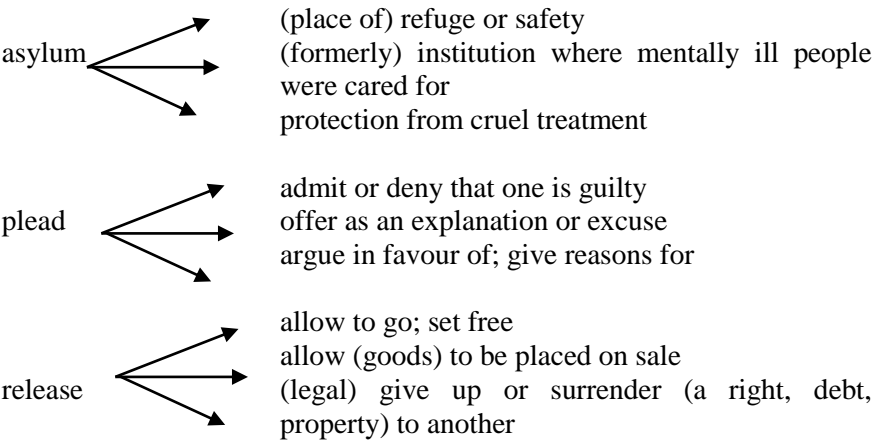 (place of) refuge or safety
asylum (formerly) institution where mentally ill people
were cared for
protection from cruel treatment
admit or deny that one is guilty
plead offer as an explanation or excuse
argue in favour of; give reasons for
allow to go; set free
allow (goods) to be placed on sale
release (legal) give up or surrender (a right, debt,
property) to another